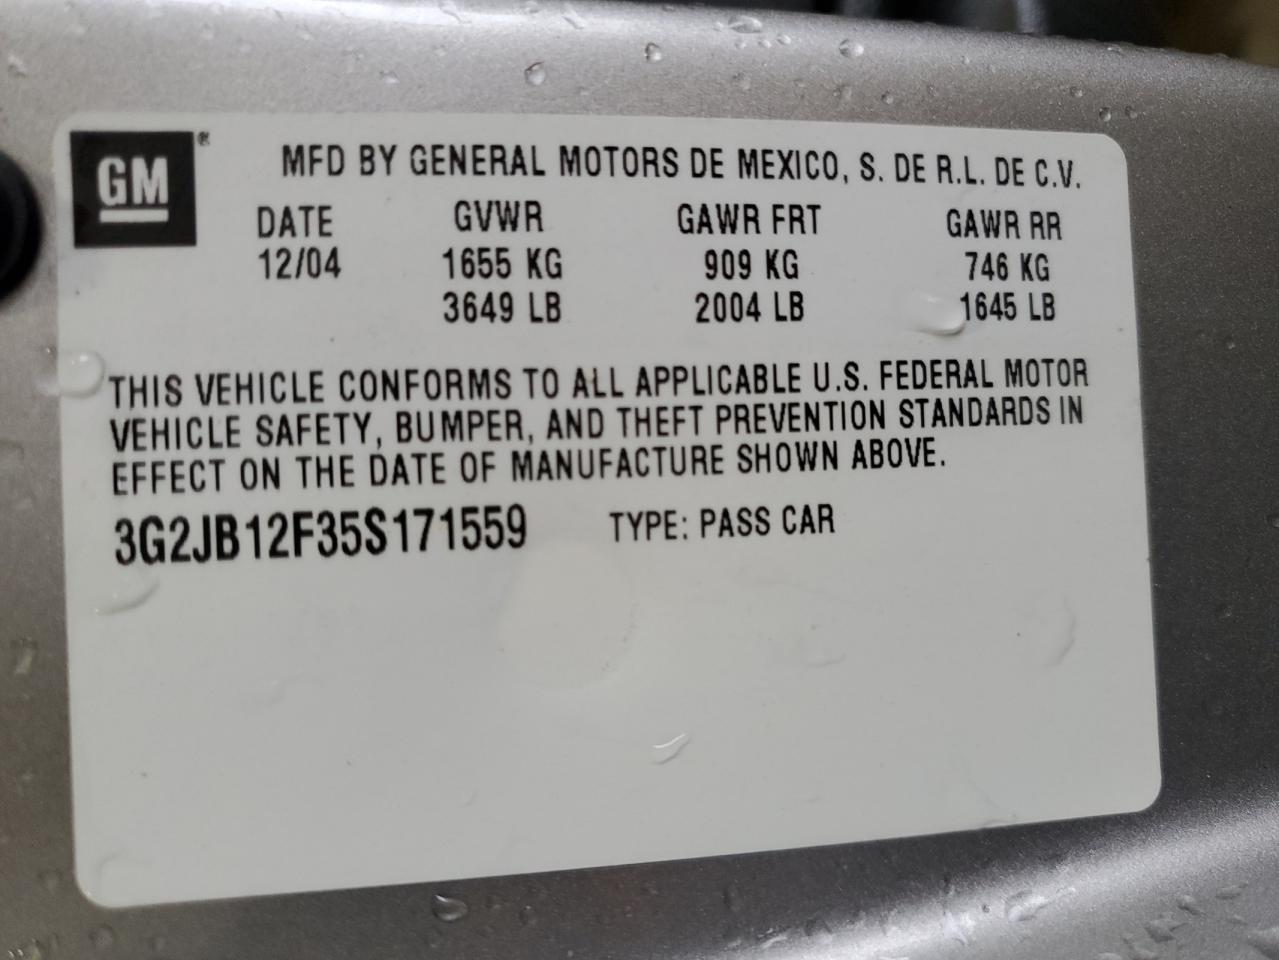 GM®
MFD BY GENERAL MOTORS DE MEXICO, S. DE R.L. DE C.V.
DATE GVWR GAWR FRT GAWR RR
12/04 1655 KG 909 KG 746 KG
3649 LB 2004 LB 1645 LB
THIS VEHICLE CONFORMS TO ALL APPLICABLE U.S. FEDERAL MOTOR
VEHICLE SAFETY, BUMPER, AND THEFT PREVENTION STANDARDS IN
EFFECT ON THE DATE OF MANUFACTURE SHOWN ABOVE.
3G2JB12F35S171559 TYPE: PASS CAR